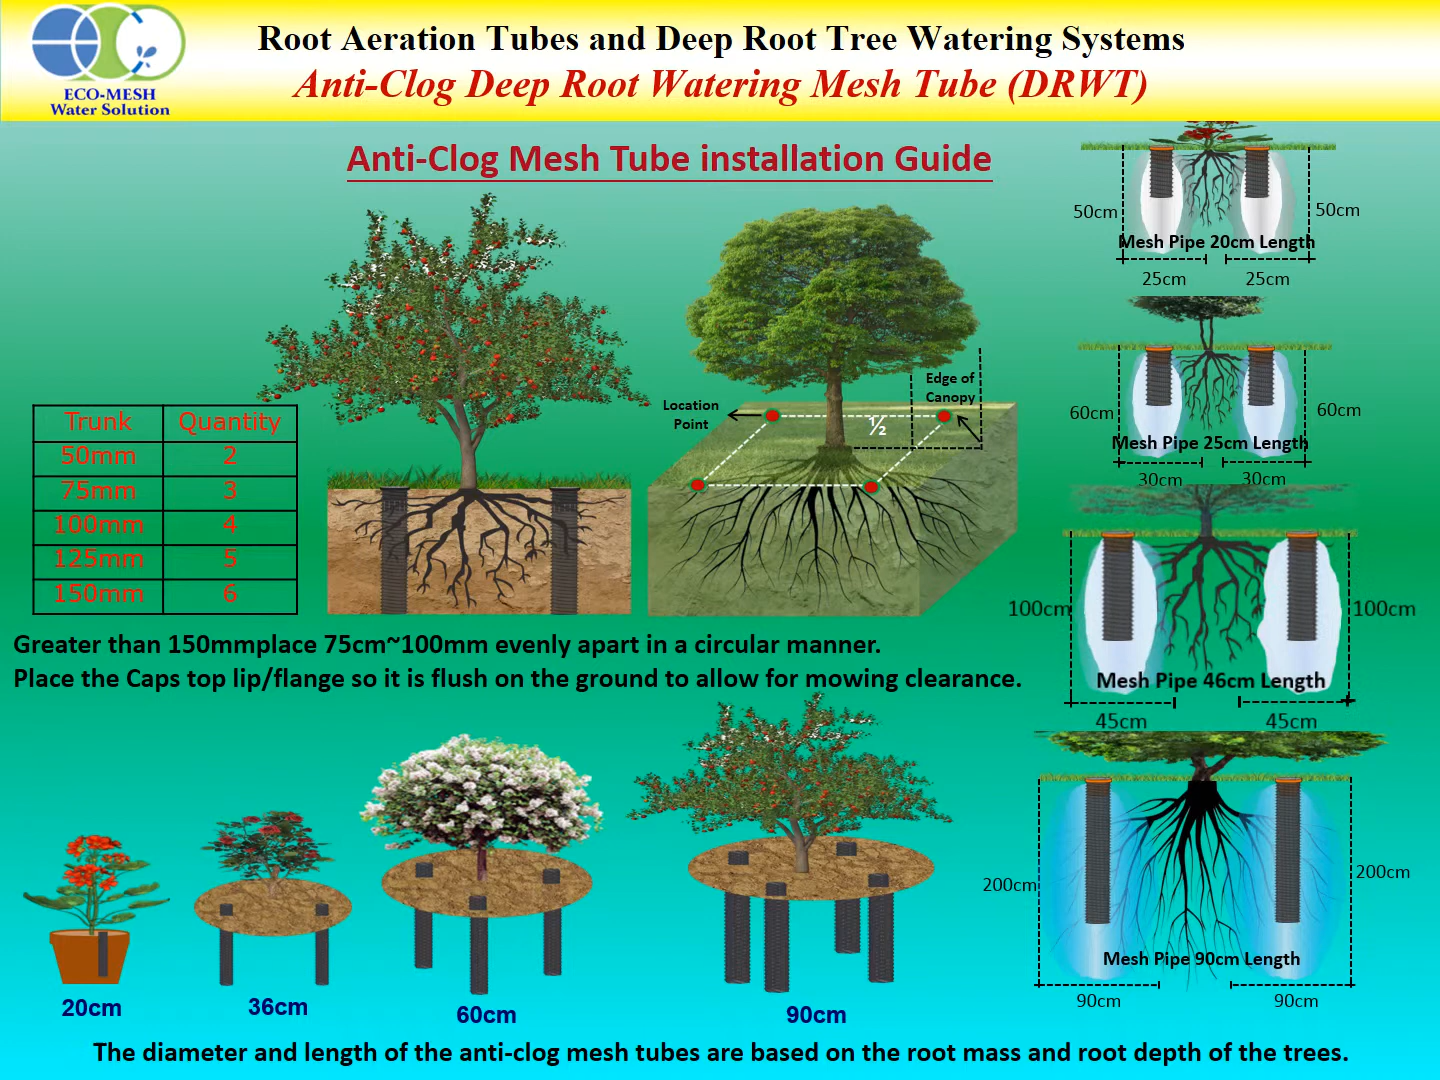 ECO-MESH
Water Solution
Root Aeration Tubes and Deep Root Tree Watering Systems
Anti-Clog Deep Root Watering Mesh Tube (DRWT)
Anti-Clog Mesh Tube installation Guide
Trunk Quantity
50mm 2
75mm 3
100mm 4
125mm 5
150mm 6
Location
Point
Edge of
Canopy
½
50cm
50cm
Mesh Pipe 20cm Length
25cm 25cm
60cm
60cm
Mesh Pipe 25cm Length
30cm 30cm
100cm
100cm
Mesh Pipe 46cm Length
45cm 45cm
200cm
200cm
Mesh Pipe 90cm Length
90cm 90cm
Greater than 150mmplace 75cm~100mm evenly apart in a circular manner.
Place the Caps top lip/flange so it is flush on the ground to allow for mowing clearance.
20cm
36cm
60cm
90cm
The diameter and length of the anti-clog mesh tubes are based on the root mass and root depth of the trees.